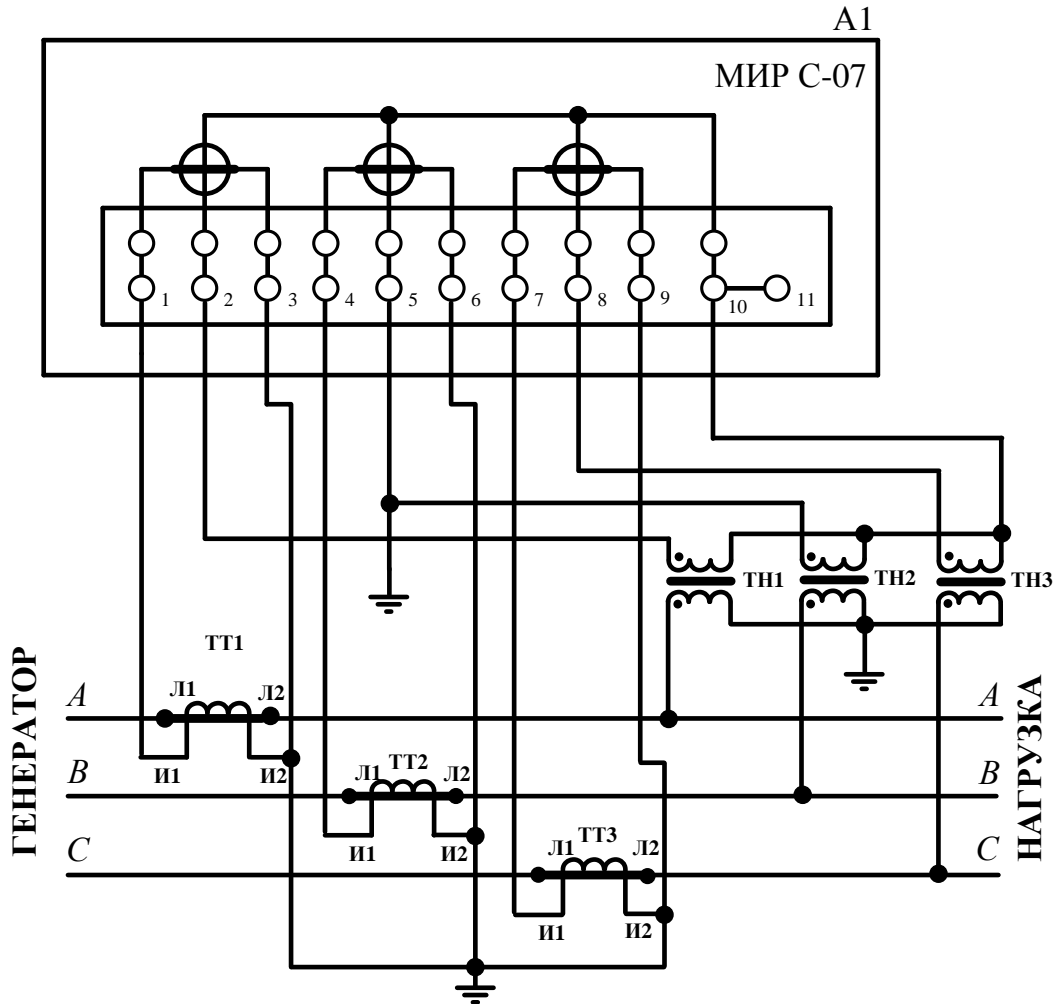 А1
МИР С-07
1 2 3 4 5 6 7 8 9 10 11
ТН1 ТН2 ТН3
ТТ1
ГЕНЕРАТОР
НАГРУЗКА
A Л1 Л2 A
И1 И2
B Л1 ТТ2 Л2 B
И1 И2
C Л1 ТТ3 Л2 C
И1 И2